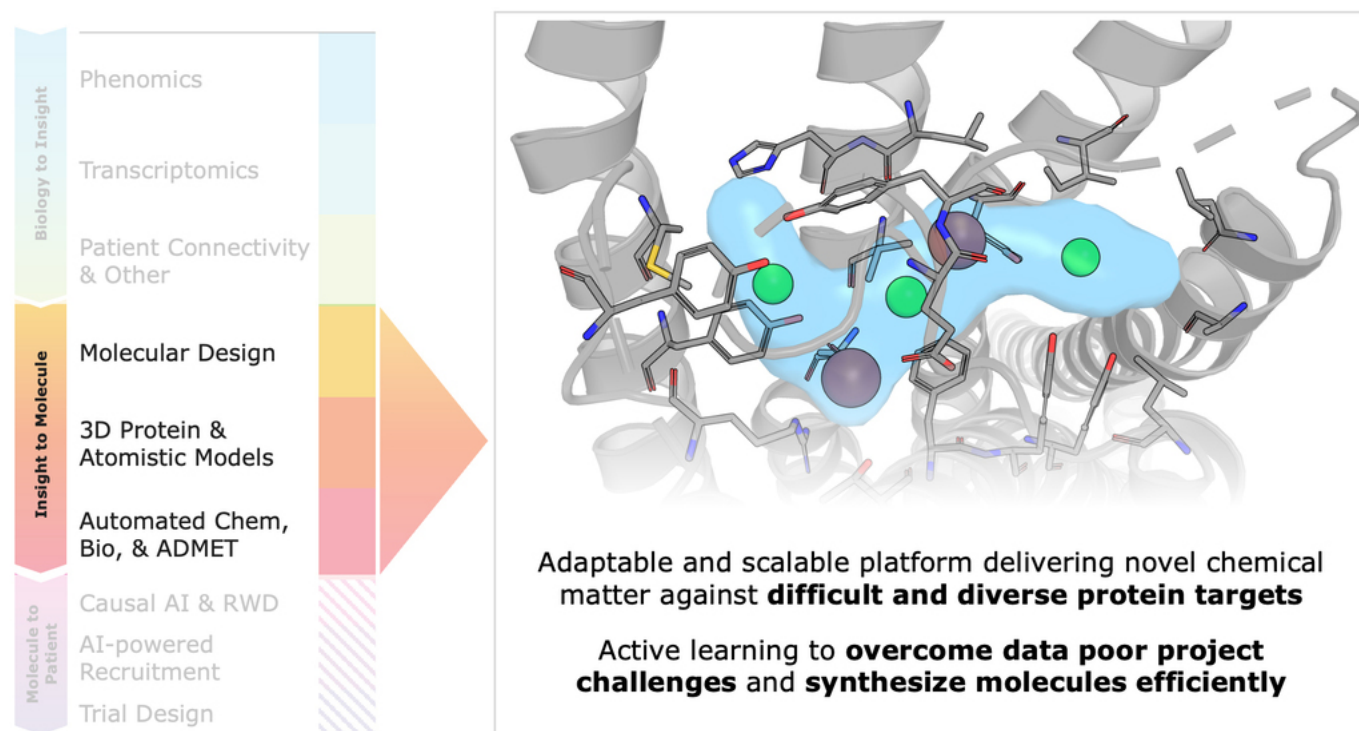 Biology to Insight
Phenomics
Transcriptomics
Patient Connectivity
& Other
Insight to Molecule
Molecular Design
3D Protein &
Atomistic Models
Automated Chem,
Bio, & ADMET
Molecule to
Patient
Causal AI & RWD
AI-powered
Recruitment
Trial Design
Adaptable and scalable platform delivering novel chemical
matter against difficult and diverse protein targets
Active learning to overcome data poor project
challenges and synthesize molecules efficiently